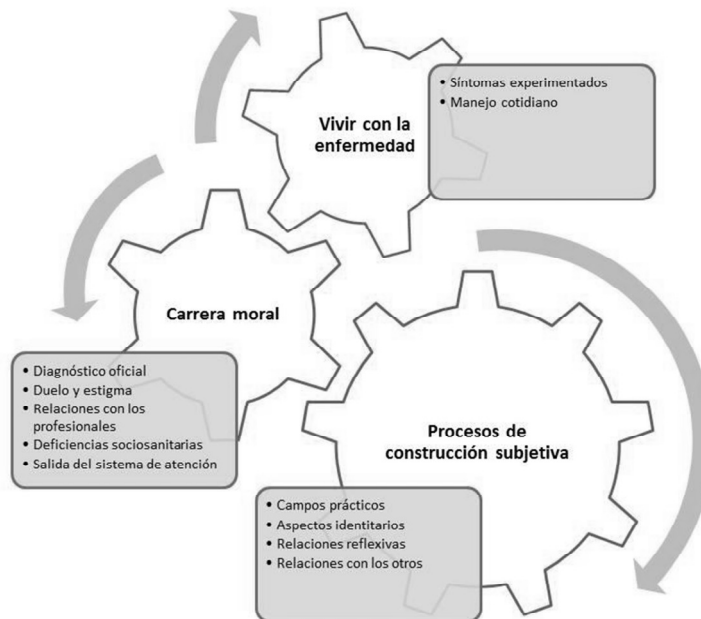 Vivir con la
enfermedad
• Síntomas experimentados
• Manejo cotidiano
Carrera moral
• Diagnóstico oficial
• Duelo y estigma
• Relaciones con los
profesionales
• Deficiencias sociosanitarias
• Salida del sistema de atención
Procesos de
construcción subjetiva
• Campos prácticos
• Aspectos identitarios
• Relaciones reflexivas
• Relaciones con los otros